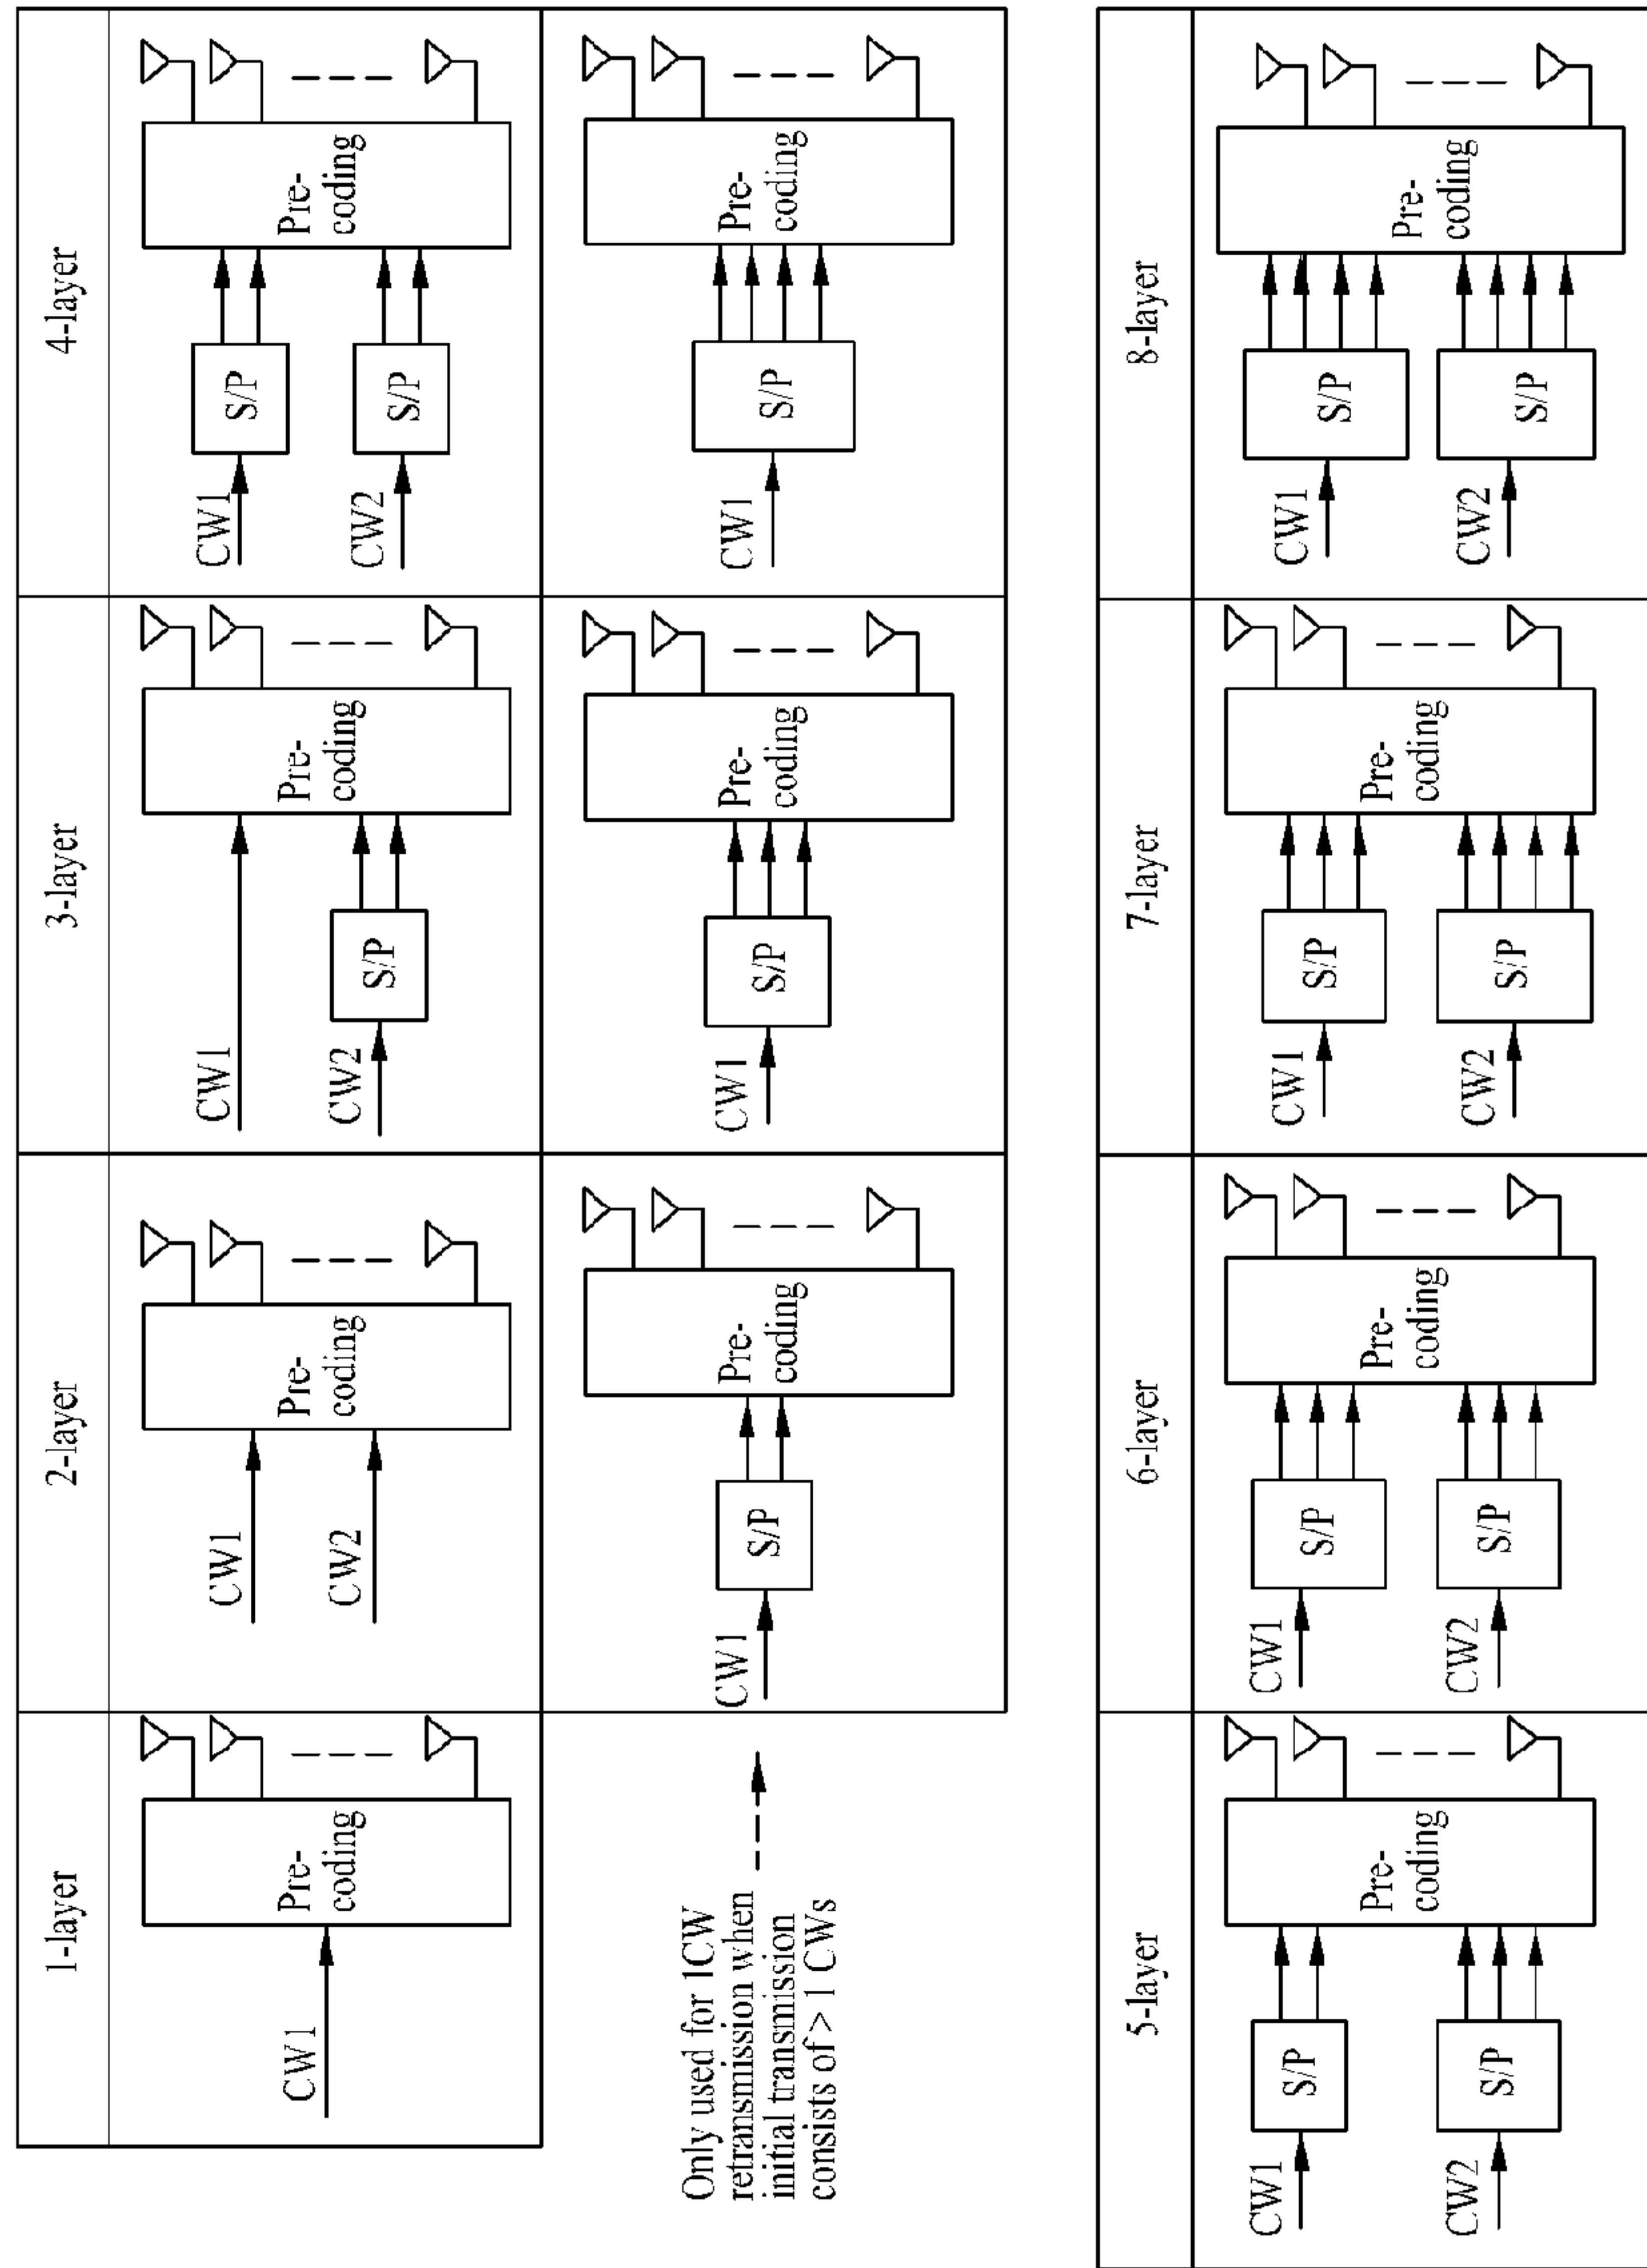 1-layer
2-layer
3-layer
4-layer
CW1
Pre-
coding
CW1
CW2
Pre-
coding
CW1
CW2
S/P
Pre-
coding
CW1
S/P
CW2
S/P
Pre-
coding
Only used for 1CW
retransmission when
initial transmission
consists of > 1 CWs
CW1
S/P
Pre-
coding
CW1
S/P
Pre-
coding
CW1
S/P
Pre-
coding
5-layer
6-layer
7-layer
8-layer
CW1
S/P
CW2
S/P
Pre-
coding
CW1
S/P
CW2
S/P
Pre-
coding
CW1
S/P
CW2
S/P
Pre-
coding
CW1
S/P
CW2
S/P
Pre-
coding